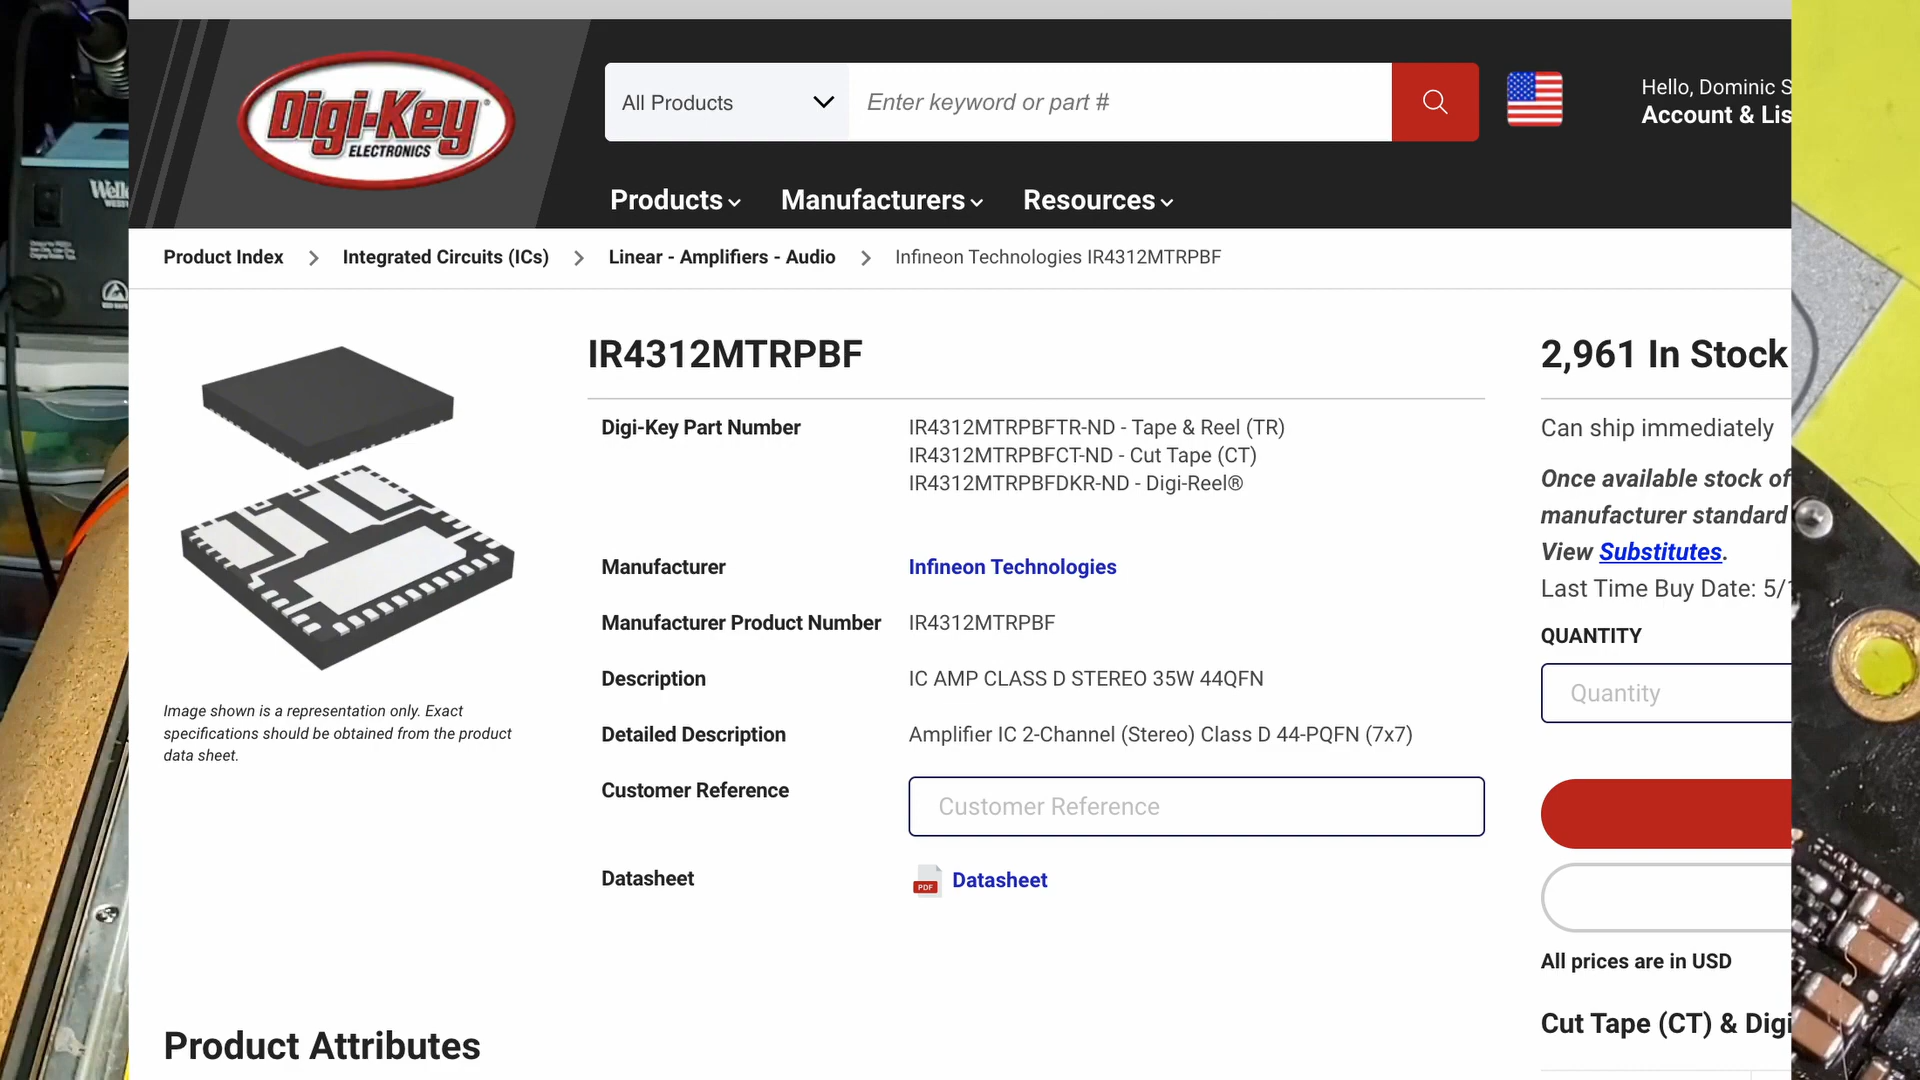 Digi-Key®
ELECTRONICS
All Products
Enter keyword or part #
Hello, Dominic S
Account & Lis
Products
Manufacturers
Resources
Product Index
Integrated Circuits (ICs)
Linear - Amplifiers - Audio
Infineon Technologies IR4312MTRPBF
IR4312MTRPBF
Digi-Key Part Number
IR4312MTRPBFTR-ND - Tape & Reel (TR)
IR4312MTRPBFCT-ND - Cut Tape (CT)
IR4312MTRPBFDKR-ND - Digi-Reel®
Manufacturer
Infineon Technologies
Manufacturer Product Number
IR4312MTRPBF
Description
IC AMP CLASS D STEREO 35W 44QFN
Detailed Description
Amplifier IC 2-Channel (Stereo) Class D 44-PQFN (7x7)
Customer Reference
Customer Reference
Datasheet
PDF
Datasheet
Image shown is a representation only. Exact
specifications should be obtained from the product
data sheet.
Product Attributes
2,961 In Stock
Can ship immediately
Once available stock of
manufacturer standard
View Substitutes.
Last Time Buy Date: 5/1
QUANTITY
Quantity
All prices are in USD
Cut Tape (CT) & Digi